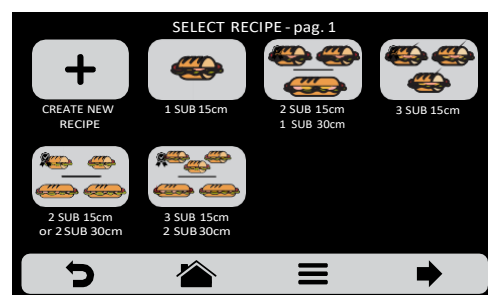 SELECT RECIPE - pag. 1
CREATE NEW
RECIPE
1 SUB 15cm
2 SUB 15cm
1 SUB 30cm
3 SUB 15cm
2 SUB 15cm
or 2 SUB 30cm
3 SUB 15cm
2 SUB 30cm